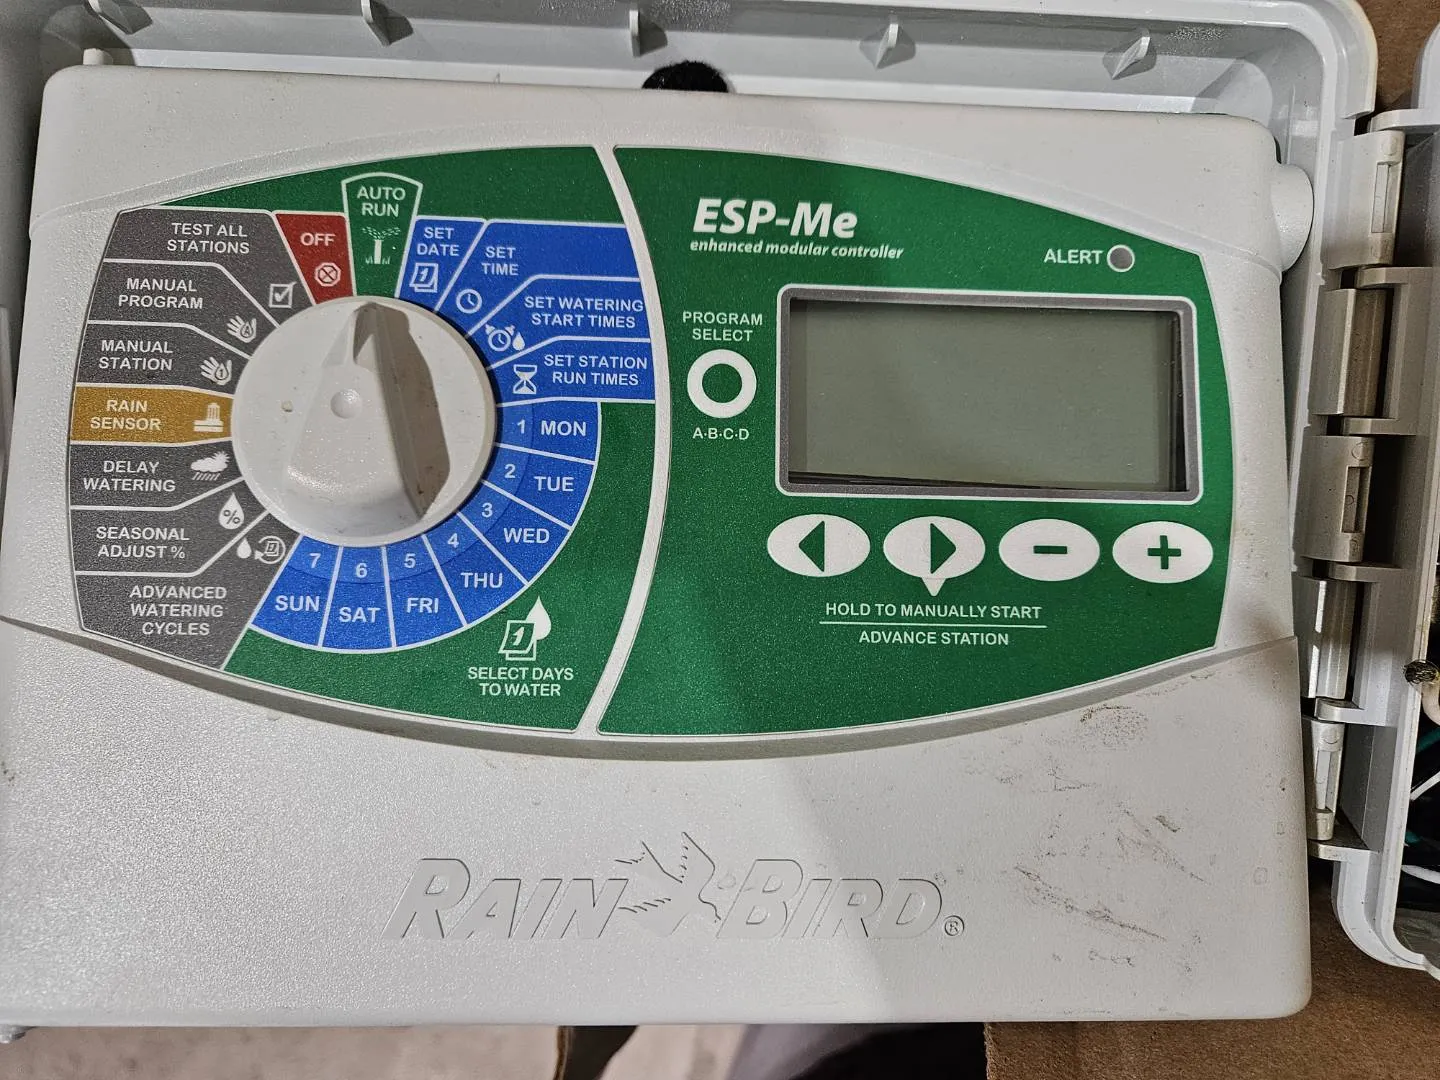 AUTO
RUN
OFF
TEST ALL
STATIONS
MANUAL
PROGRAM
MANUAL
STATION
RAIN
SENSOR
DELAY
WATERING
SEASONAL
ADJUST %
%
ADVANCED
WATERING
CYCLES
SET
DATE
1
SET
TIME
SET WATERING
START TIMES
SET STATION
RUN TIMES
1 MON
2 TUE
3 WED
4 THU
5 FRI
6 SAT
7 SUN
1
SELECT DAYS
TO WATER
ESP-Me
enhanced modular controller
ALERT
PROGRAM
SELECT
A·B·C·D
- +
HOLD TO MANUALLY START
ADVANCE STATION
RAIN BIRD®